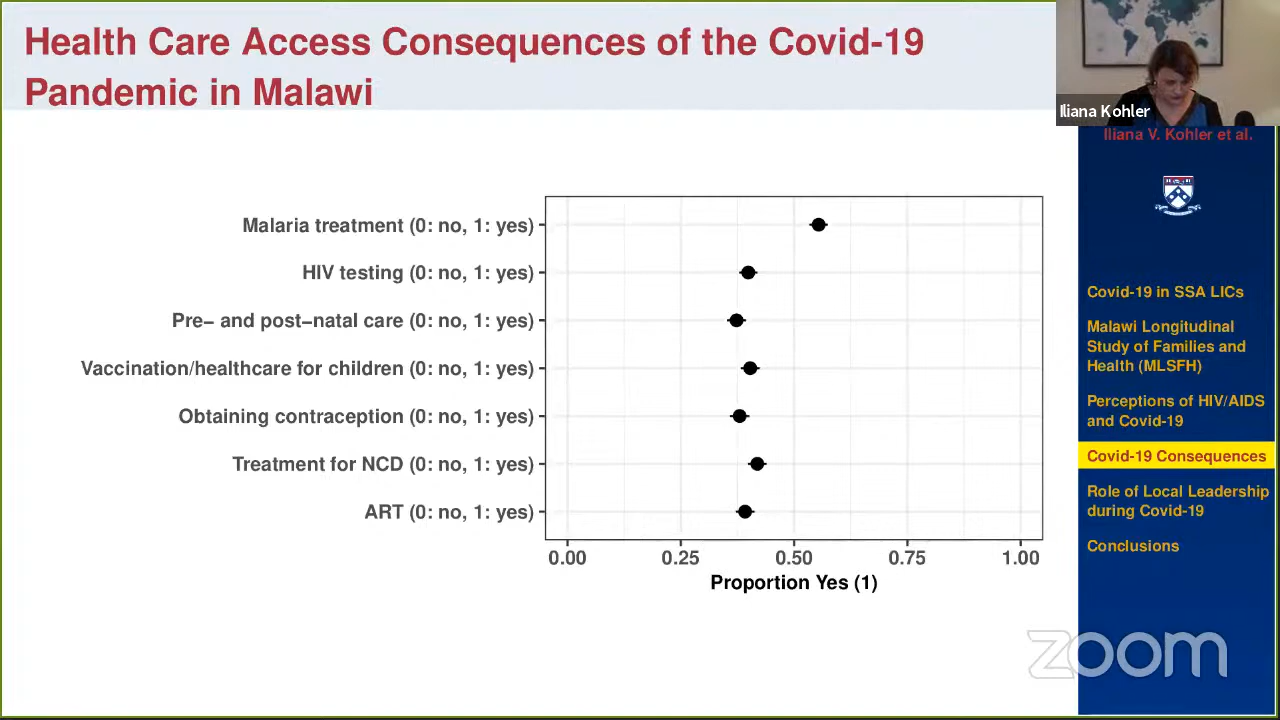 Health Care Access Consequences of the Covid-19
Pandemic in Malawi
Iliana Kohler
Iliana V. Kohler et al.
Malaria treatment (0: no, 1: yes)
HIV testing (0: no, 1: yes)
Pre− and post−natal care (0: no, 1: yes)
Vaccination/healthcare for children (0: no, 1: yes)
Obtaining contraception (0: no, 1: yes)
Treatment for NCD (0: no, 1: yes)
ART (0: no, 1: yes)
0.00 0.25 0.50 0.75 1.00
Proportion Yes (1)
Covid-19 in SSA LICs
Malawi Longitudinal
Study of Families and
Health (MLSFH)
Perceptions of HIV/AIDS
and Covid-19
Covid-19 Consequences
Role of Local Leadership
during Covid-19
Conclusions
zoom